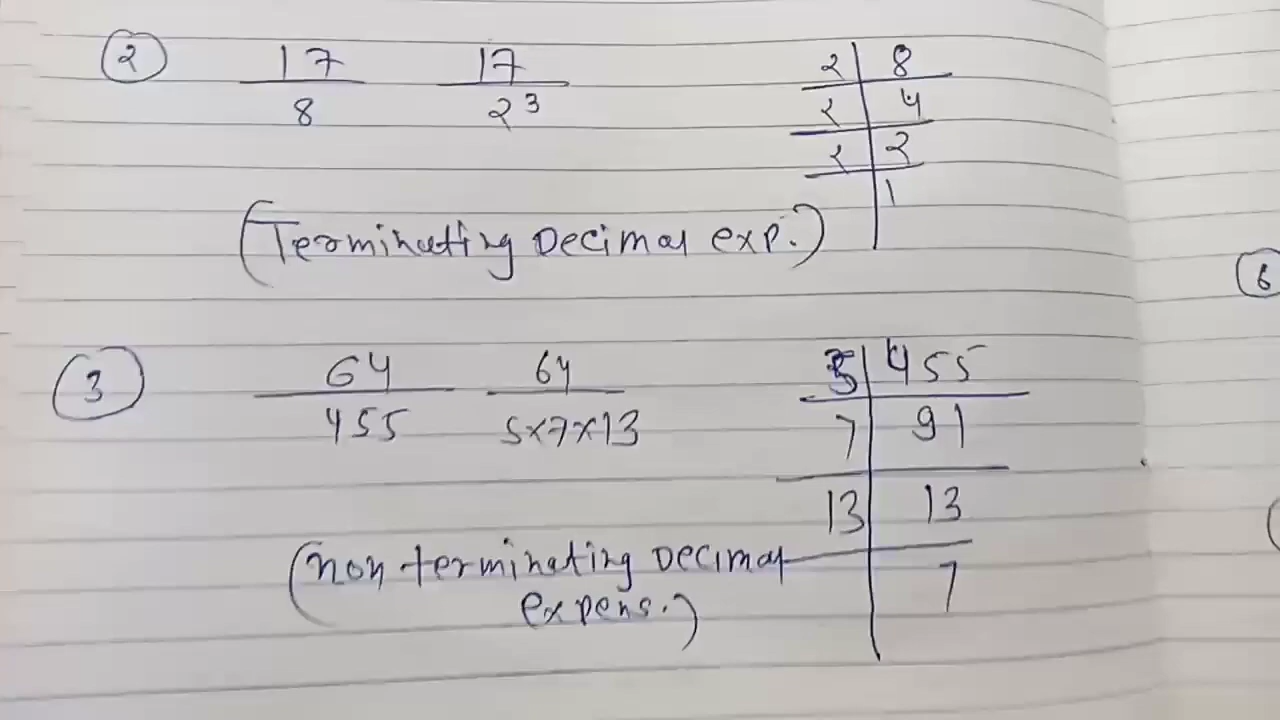 ② 17/8 17/2³
2 | 8
2 | 4
2 | 2
1
(Terminating Decimal exp.)
6
③ 64/455 64/5×7×13
5 | 455
7 | 91
13 | 13
7
(non terminating Decimal
expens.)